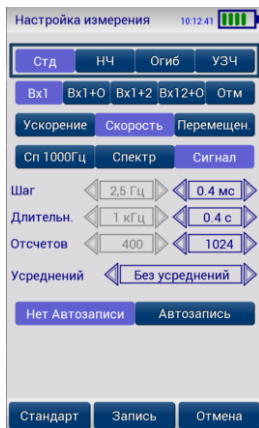 Настройка измерения 10:12:41
Стд НЧ Огиб УЗЧ
Вх1 Вх1+0 Вх1+2 Вх12+0 Отм
Ускорение Скорость Перемещен.
Сп 1000Гц Спектр Сигнал
Шаг 2,5 Гц 0.4 мс
Длительн. 1 кГц 0.4 с
Отсчетов 400 1024
Усреднений Без усреднений
Нет Автозаписи Автозапись
Стандарт Запись Отмена